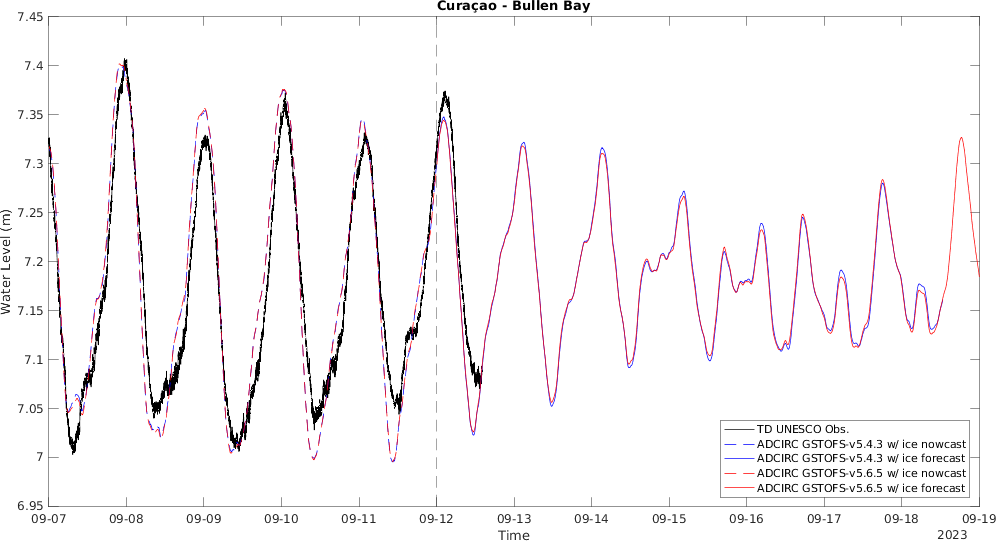 Curaçao - Bullen Bay
7.45
7.4
7.35
7.3
7.25
7.2
7.15
7.1
7.05
7
6.95
Water Level (m)
09-07 09-08 09-09 09-10 09-11 09-12 09-13 09-14 09-15 09-16 09-17 09-18 09-19
Time
2023
TD UNESCO Obs.
ADCIRC GSTOFS-v5.4.3 w/ ice nowcast
ADCIRC GSTOFS-v5.4.3 w/ ice forecast
ADCIRC GSTOFS-v5.6.5 w/ ice nowcast
ADCIRC GSTOFS-v5.6.5 w/ ice forecast